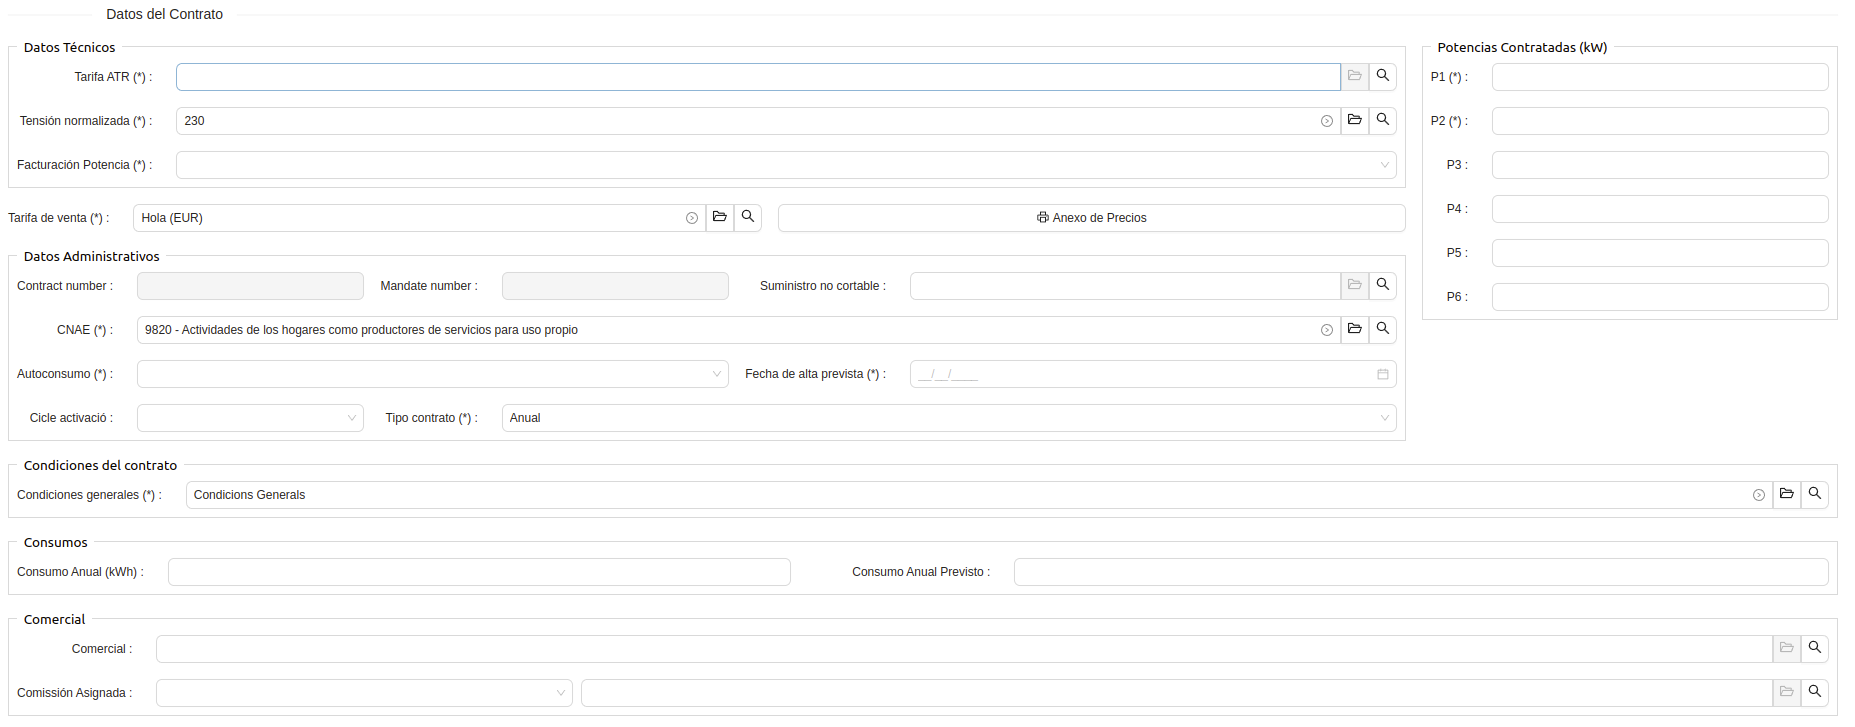 Datos del Contrato
Datos Técnicos
Tarifa ATR (*) :
Tensión normalizada (*) : 230
Facturación Potencia (*) :
Tarifa de venta (*) : Hola (EUR) Anexo de Precios
Datos Administrativos
Contract number : Mandate number : Suministro no cortable :
CNAE (*) : 9820 - Actividades de los hogares como productores de servicios para uso propio
Autoconsumo (*) : Fecha de alta prevista (*) : __/__/____
Cicle activació : Tipo contrato (*) : Anual
Potencias Contratadas (kW)
P1 (*) :
P2 (*) :
P3 :
P4 :
P5 :
P6 :
Condiciones del contrato
Condiciones generales (*) : Condicions Generals
Consumos
Consumo Anual (kWh) : Consumo Anual Previsto :
Comercial
Comercial :
Comissión Asignada :